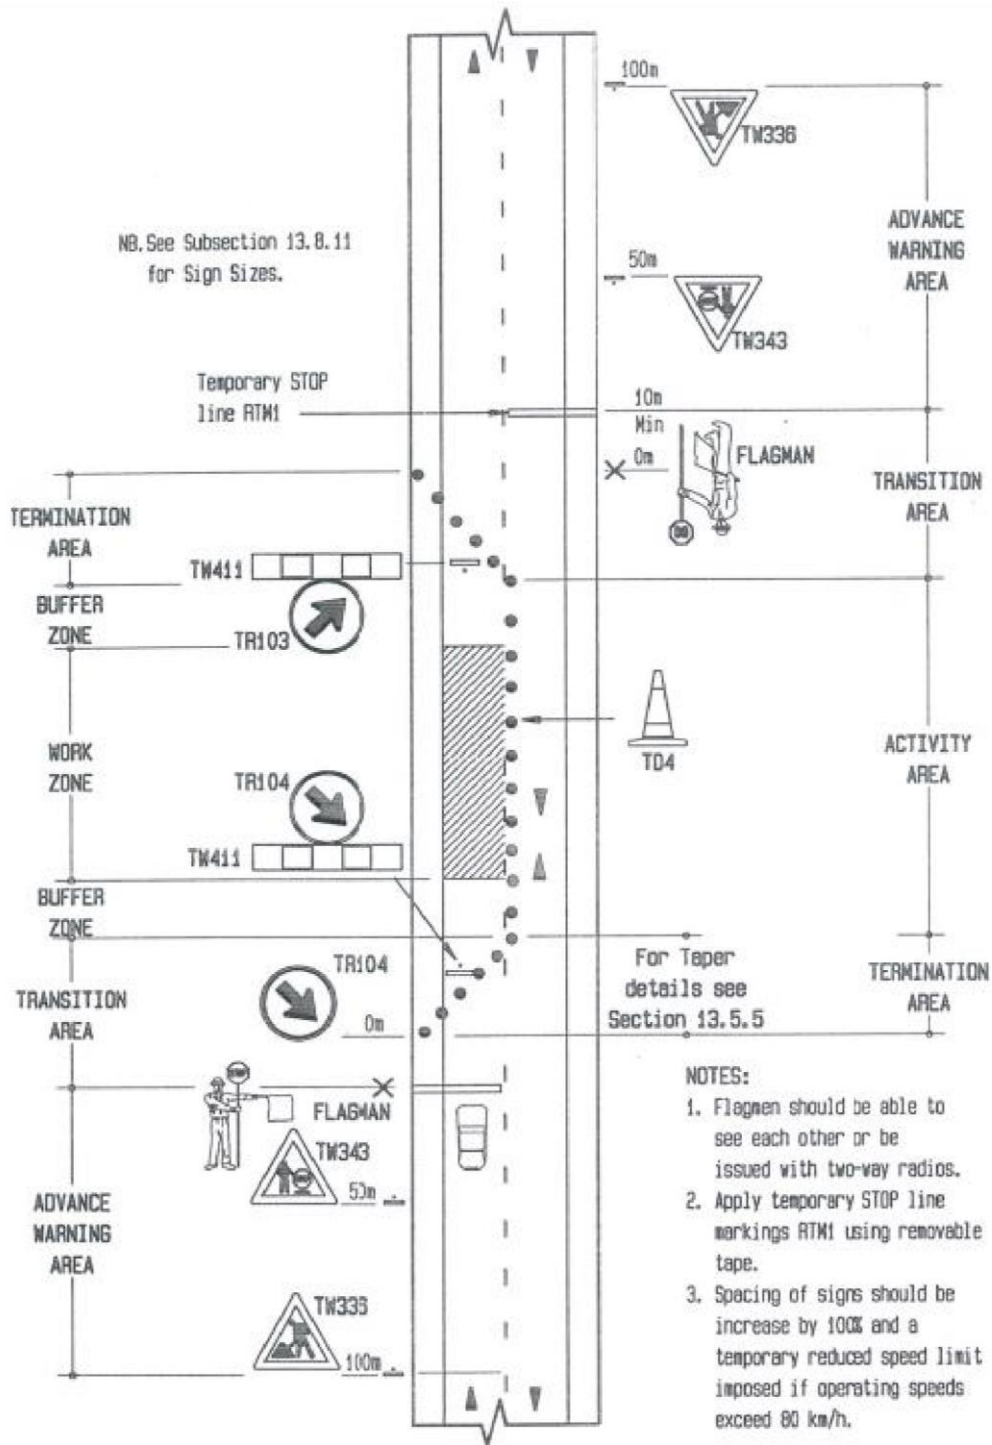 100m
TW336
NB.See Subsection 13.8.11
for Sign Sizes.
ADVANCE
WARNING
AREA
50m
TW343
Temporary STOP
line RTM1
10m
Min
0m
FLAGMAN
TRANSITION
AREA
TERMINATION
AREA
TW411
BUFFER
ZONE
TR103
WORK
ZONE
TD4
ACTIVITY
AREA
TR104
TW411
BUFFER
ZONE
TR104
For Taper
details see
Section 13.5.5
TERMINATION
AREA
TRANSITION
AREA
0m
FLAGMAN
TW343
50m
ADVANCE
WARNING
AREA
TW336
100m
NOTES:
1. Flagmen should be able to
see each other or be
issued with two-way radios.
2. Apply temporary STOP line
markings RTM1 using removable
tape.
3. Spacing of signs should be
increase by 100% and a
temporary reduced speed limit
imposed if operating speeds
exceed 80 km/h.